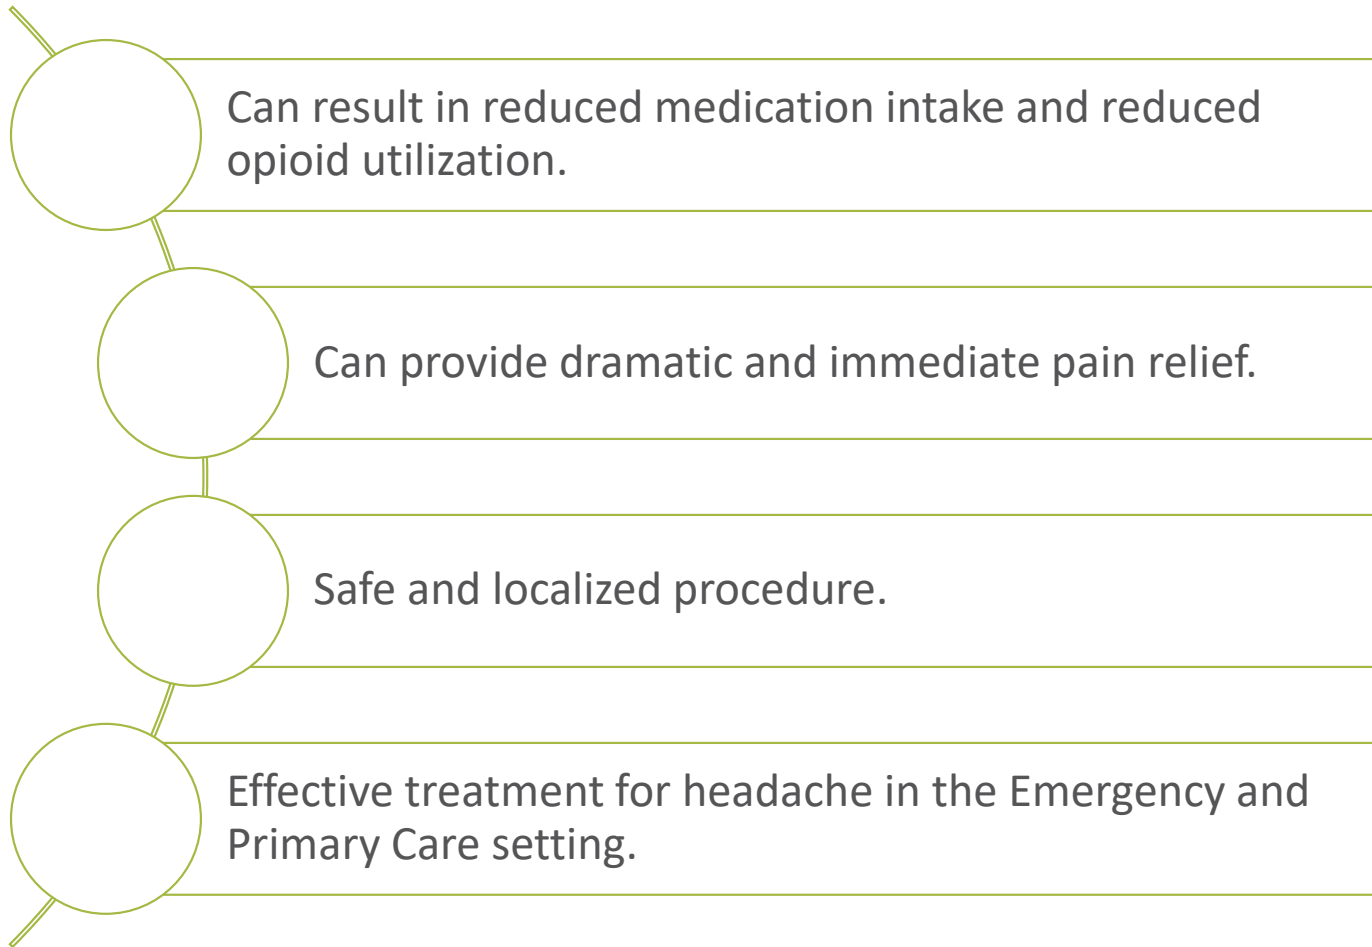 Can result in reduced medication intake and reduced
opioid utilization.
Can provide dramatic and immediate pain relief.
Safe and localized procedure.
Effective treatment for headache in the Emergency and
Primary Care setting.